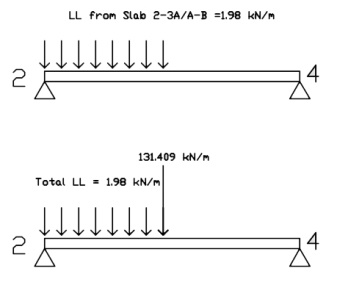 LL from Slab 2-3A/A-B =1.98 kN/m
2 4
131.409 kN/m
Total LL = 1.98 kN/m
2 4